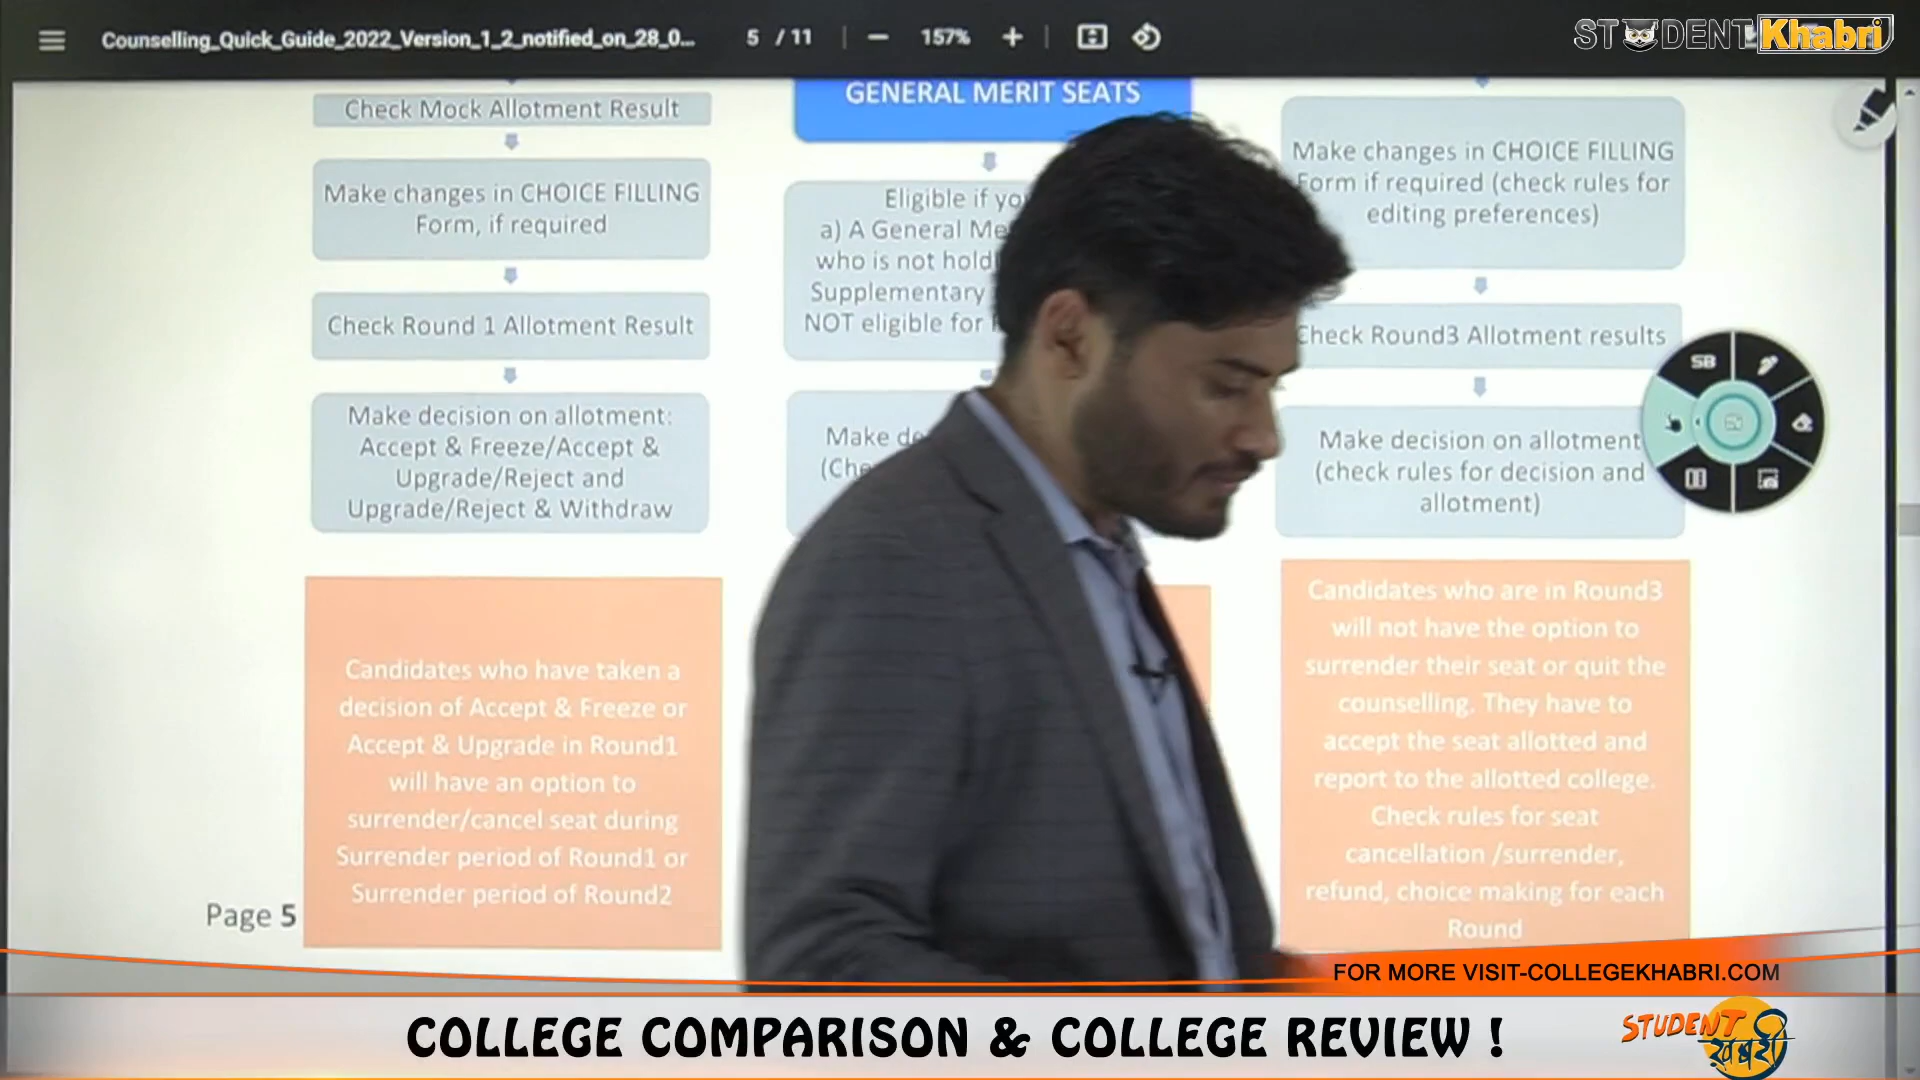 Counselling_Quick_Guide_2022_Version_1_2_notified_on_28_0...
5 / 11
157%
STUDENT Khabri
Check Mock Allotment Result
Make changes in CHOICE FILLING
Form, if required
Check Round 1 Allotment Result
Make decision on allotment:
Accept & Freeze/Accept &
Upgrade/Reject and
Upgrade/Reject & Withdraw
Candidates who have taken a
decision of Accept & Freeze or
Accept & Upgrade in Round1
will have an option to
surrender/cancel seat during
Surrender period of Round1 or
Surrender period of Round2
Page 5
GENERAL MERIT SEATS
Eligible if
a) A General
who is not
Supplementary
NOT eligible for
Make
Make changes in CHOICE FILLING
Form if required (check rules for
editing preferences)
Check Round3 Allotment results
Make decision on allotment
(check rules for decision and
allotment)
Candidates who are in Round3
will not have the option to
surrender their seat or quit the
counselling. They have to
accept the seat allotted and
report to the allotted college.
Check rules for seat
cancellation /surrender,
refund, choice making for each
Round
SB
FOR MORE VISIT-COLLEGEKHABRI.COM
COLLEGE COMPARISON & COLLEGE REVIEW !
STUDENT
खबरी